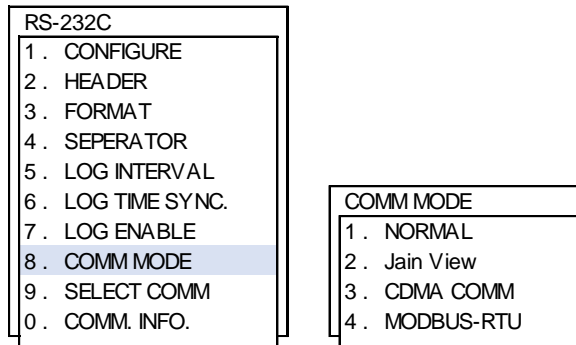 RS-232C
1 . CONFIGURE
2 . HEADER
3 . FORMAT
4 . SEPERATOR
5 . LOG INTERVAL
6 . LOG TIME SYNC.
7 . LOG ENABLE
8 . COMM MODE
9 . SELECT COMM
0 . COMM. INFO.
COMM MODE
1 . NORMAL
2 . Jain View
3 . CDMA COMM
4 . MODBUS-RTU